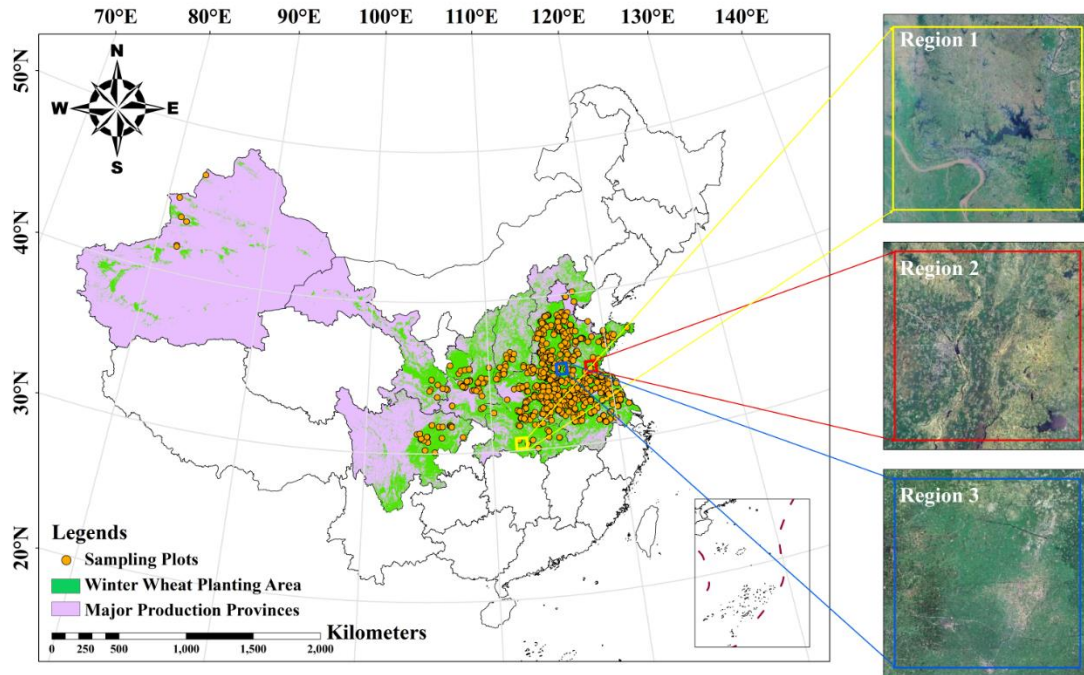 80°E 90°E 100°E 110°E 120°E 130°E 140°E
50°N
40°N
30°N
20°N
N
W E
S
Legends
Sampling Plots
Winter Wheat Planting Area
Major Production Provinces
Kilometers
0 250 500 1,000 1,500 2,000
Region 1
Region 2
Region 3